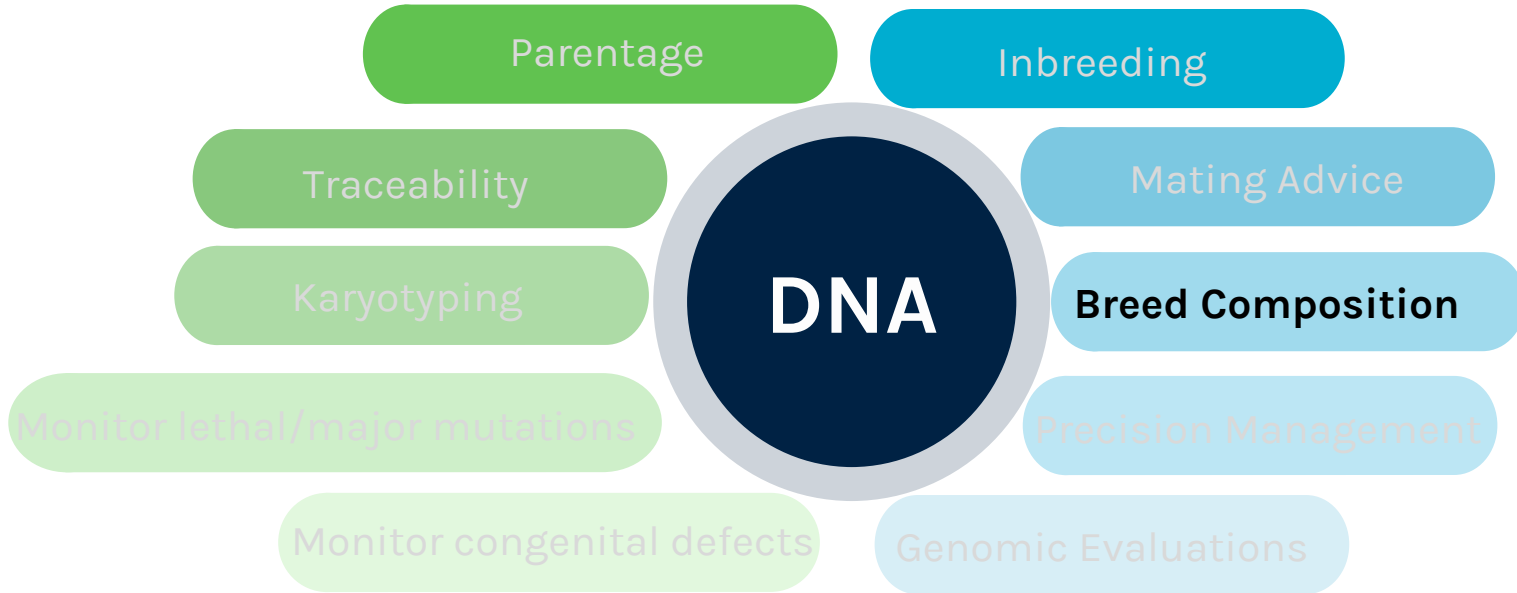 Parentage
Inbreeding
Traceability
Mating Advice
Karyotyping
DNA
Breed Composition
Monitor lethal/major mutations
Precision Management
Monitor congenital defects
Genomic Evaluations